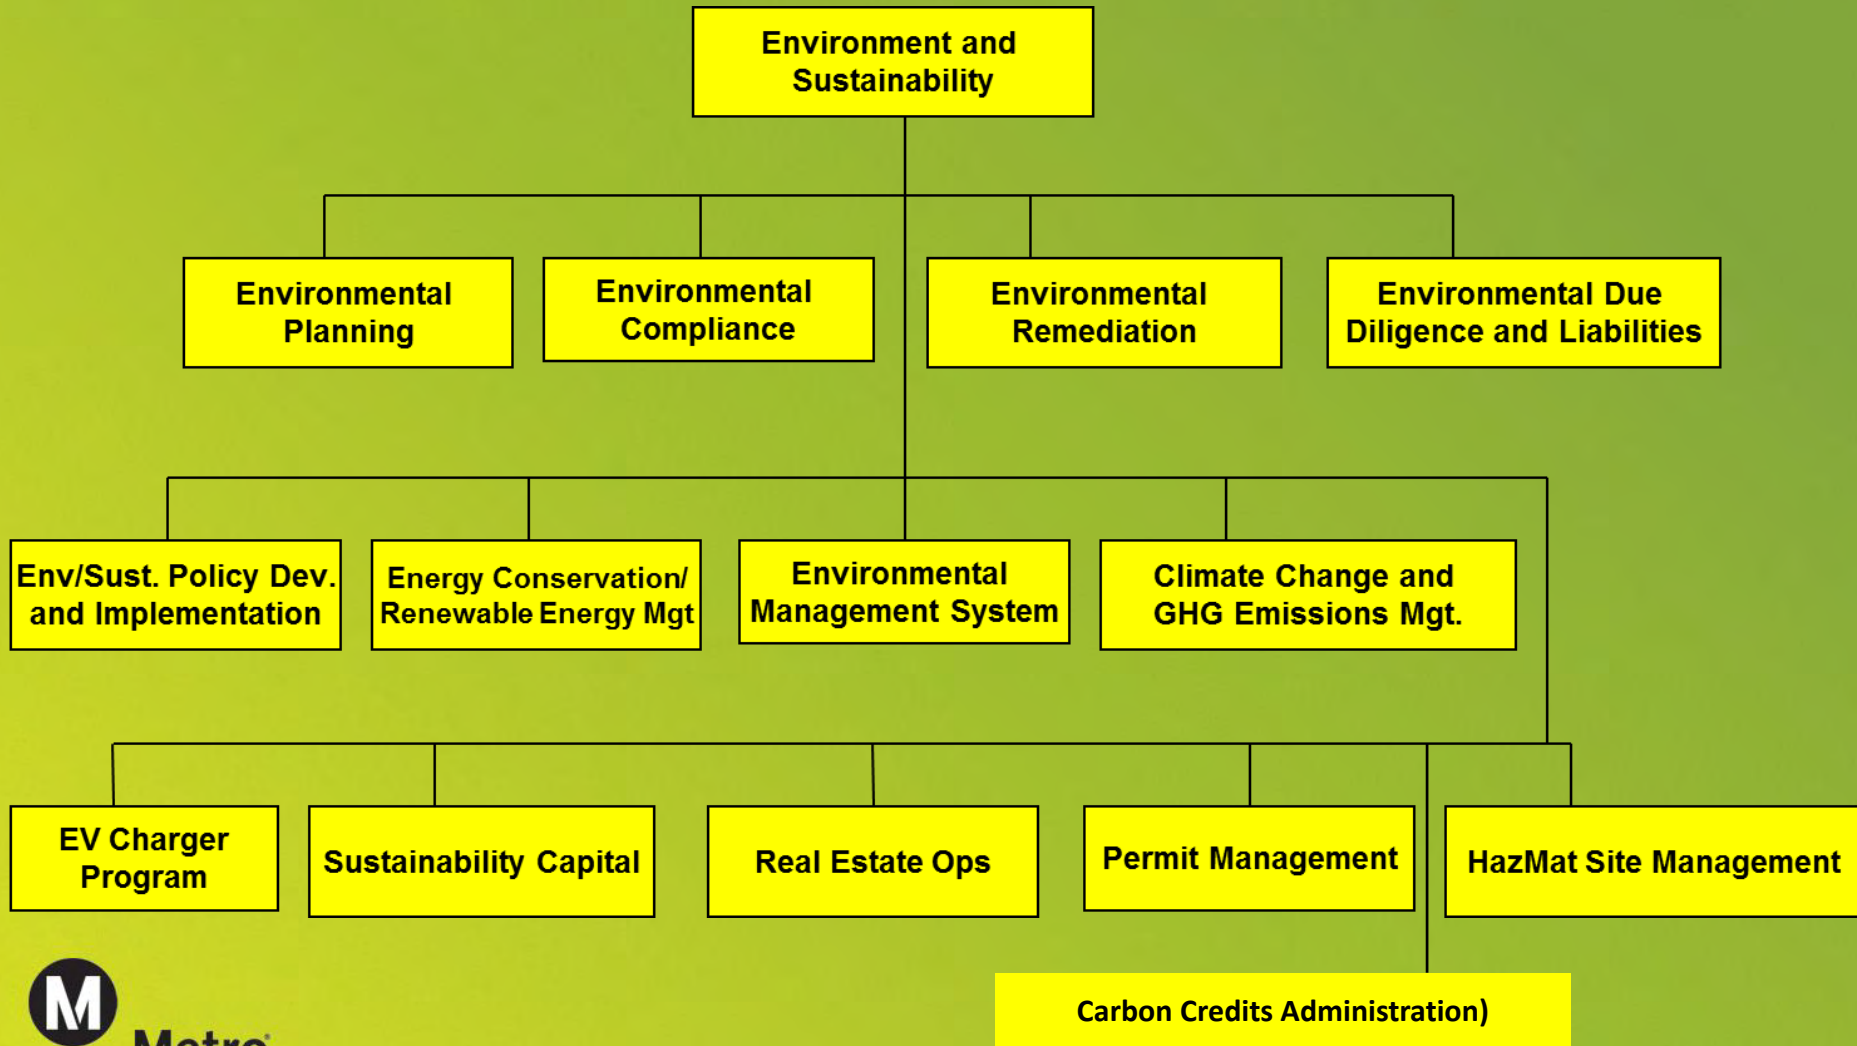 Environment and
Sustainability
Environmental
Planning
Environmental
Compliance
Environmental
Remediation
Environmental Due
Diligence and Liabilities
Env/Sust. Policy Dev.
and Implementation
Energy Conservation/
Renewable Energy Mgt
Environmental
Management System
Climate Change and
GHG Emissions Mgt.
EV Charger
Program
Sustainability Capital
Real Estate Ops
Permit Management
HazMat Site Management
Carbon Credits Administration)
M
Metro